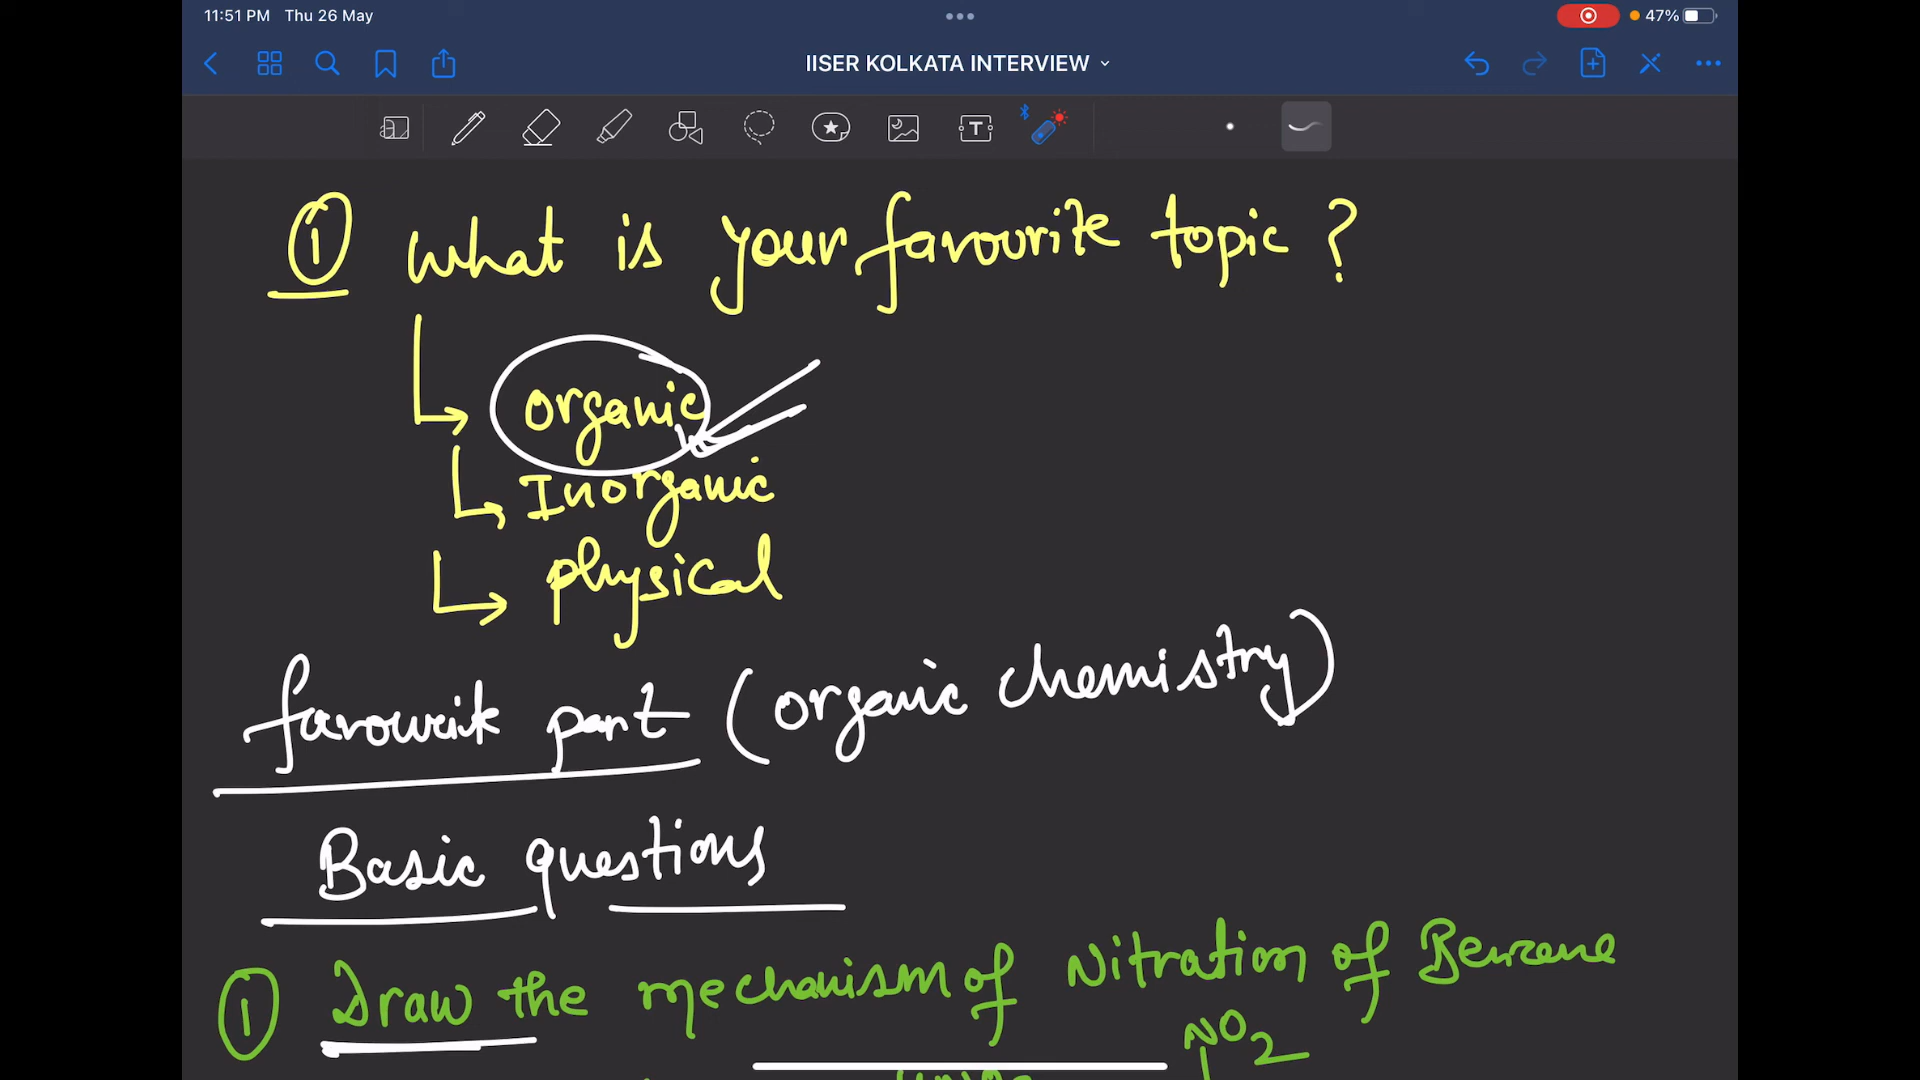 11:51 PM Thu 26 May
47%
IISER KOLKATA INTERVIEW
T
① What is your favourite topic ?
organic
Inorganic
physical
favourite part (organic chemistry)
Basic questions
① Draw the mechanism of Nitration of Benzene
NO2